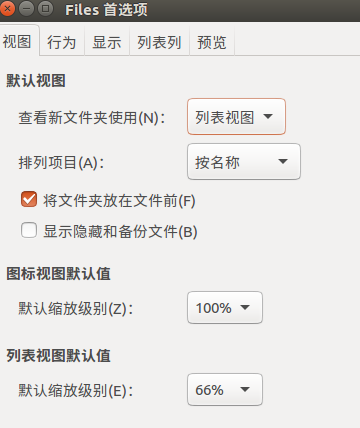 Files 首选项
视图 行为 显示 列表列 预览
默认视图
查看新文件夹使用(N)： 列表视图
排列项目(A)： 按名称
将文件夹放在文件前(F)
显示隐藏和备份文件(B)
图标视图默认值
默认缩放级别(Z)： 100%
列表视图默认值
默认缩放级别(E)： 66%